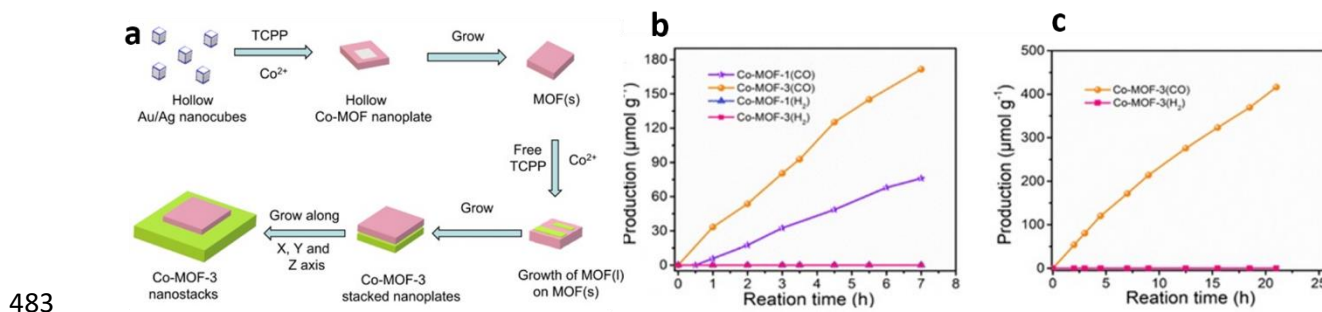 a
TCPP
Co²⁺
Grow
Hollow
Au/Ag nanocubes
Hollow
Co-MOF nanoplate
MOF(s)
Free
TCPP
Co²⁺
Grow along
X, Y and
Z axis
Grow
Co-MOF-3
nanostacks
Co-MOF-3
stacked nanoplates
Growth of MOF(l)
on MOF(s)
b
180
150
120
90
60
30
0
Production (μmol g⁻¹)
Co-MOF-1(CO)
Co-MOF-3(CO)
Co-MOF-1(H₂)
Co-MOF-3(H₂)
0 1 2 3 4 5 6 7 8
Reation time (h)
c
500
400
300
200
100
0
Production (μmol g⁻¹)
Co-MOF-3(CO)
Co-MOF-3(H₂)
0 5 10 15 20 25
Reation time (h)
483